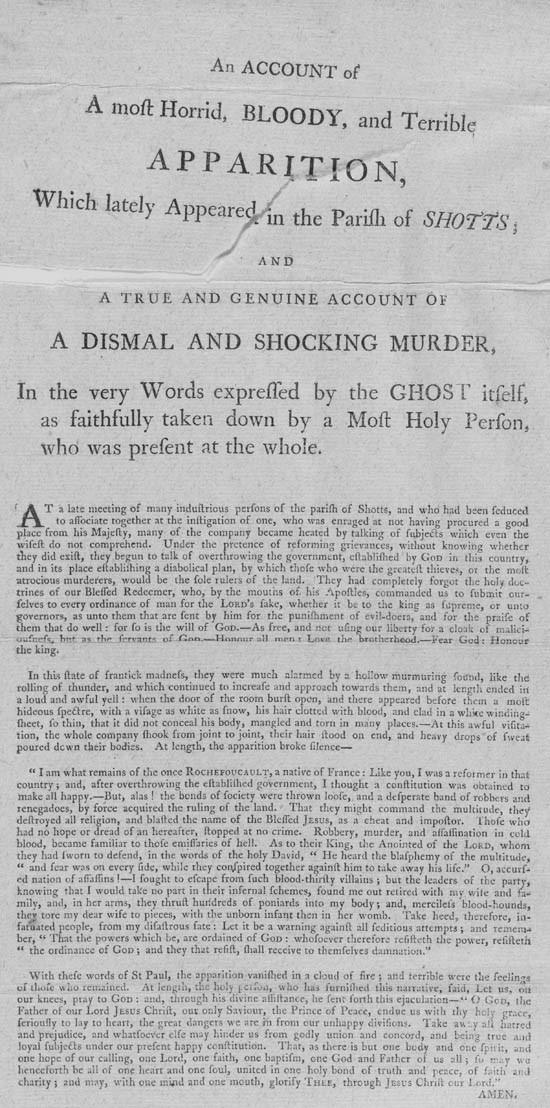 An ACCOUNT of
A moſt Horrid, BLOODY, and Terrible
APPARITION,
Which lately Appeared in the Pariſh of SHOTTS;
AND
A TRUE AND GENUINE ACCOUNT OF
A DISMAL AND SHOCKING MURDER,
In the very Words expreſſed by the GHOST itſelf,
as faithfully taken down by a Moſt Holy Perſon,
who was preſent at the whole.
AT a late meeting of many induſtrious perſons of the pariſh of Shotts, and who had been ſeduced
to aſſociate together at the inſtigation of one, who was enraged at not having procured a good
place from his Majeſty, many of the company became heated by talking of ſubjects which even the
wiſeſt do not comprehend. Under the pretence of reforming grievances, without knowing whether
they did exiſt, they begun to talk of overthrowing the government, eſtabliſhed by GOD in this country,
and in its place eſtabliſhing a diabolical plan, by which thoſe who were the greateſt thieves, or the moſt
atrocious murderers, would be the ſole rulers of the land. They had completely forgot the holy doc-
trines of our Bleſſed Redeemer, who, by the mouths of his Apoſtles, commanded us to ſubmit our-
ſelves to every ordinance of man for the LORD's ſake, whether it be to the king as ſupreme, or unto
governors, as unto them that are ſent by him for the puniſhment of evil-doers, and for the praiſe of
them that do well: for ſo is the will of GOD.—As free, and not uſing our liberty for a cloak of malici-
ouſneſs, but as the ſervants of GOD.—Honour all men: Love the brotherhood.—Fear GOD: Honour
the king.
In this ſtate of frantick madneſs, they were much alarmed by a hollow murmuring ſound, like the
rolling of thunder, and which continued to increaſe and approach towards them, and at length ended in
a loud and awful yell: when the door of the room burſt open, and there appeared before them a moſt
hideous ſpectre, with a viſage as white as ſnow, his hair clotted with blood, and clad in a white winding-
ſheet, ſo thin, that it did not conceal his body, mangled and torn in many places.—At this awful viſita-
tion, the whole company ſhook from joint to joint, their hair ſtood on end, and heavy drops of ſweat
poured down their bodies. At length, the apparition broke ſilence—
" I am what remains of the once ROCHEFOUCAULT, a native of France: Like you, I was a reformer in that
country; and, after overthrowing the eſtabliſhed government, I thought a conſtitution was obtained to
make all happy.—But, alas! the bonds of ſociety were thrown looſe, and a deſperate band of robbers and
renegadoes, by force acquired the ruling of the land. That they might command the multitude, they
deſtroyed all religion, and blaſted the name of the Bleſſed JESUS, as a cheat and impoſtor. Thoſe who
had no hope or dread of an hereafter, ſtopped at no crime. Robbery, murder, and aſſaſſination in cold
blood, became familiar to thoſe emiſſaries of hell. As to their King, the Anointed of the LORD, whom
they had ſworn to defend, in the words of the holy David, " He heard the blaſphemy of the multitude,
" and fear was on every ſide, while they conſpired together againſt him to take away his life." O, accurſ-
ed nation of aſſaſſins!—I ſought to eſcape from ſuch blood-thirſty villains; but the leaders of the party,
knowing that I would take no part in their infernal ſchemes, found me out retired with my wife and fa-
mily, and, in her arms, they thruſt hundreds of poniards into my body; and, mercileſs blood-hounds,
they tore my dear wife to pieces, with the unborn infant then in her womb. Take heed, therefore, in-
fatuated people, from my diſaſtrous fate: Let it be a warning againſt all ſeditious attempts; and remem-
ber, " That the powers which be, are ordained of GOD: whoſoever therefore reſiſteth the power, reſiſteth
" the ordinance of GOD; and they that reſiſt, ſhall receive to themſelves damnation."
With theſe words of St Paul, the apparition vaniſhed in a cloud of fire; and terrible were the feelings
of thoſe who remained. At length, the holy perſon, who has furniſhed this narrative, ſaid, Let us, on
our knees, pray to GOD: and, through his divine aſſiſtance, he ſent forth this ejaculation—" O GOD, the
Father of our Lord JESUS Chriſt, our only Saviour, the Prince of Peace, endue us with thy holy grace,
ſeriouſly to lay to heart, the great dangers we are in from our unhappy diviſions. Take away all hatred
and prejudice, and whatſoever elſe may hinder us from godly union and concord, and being true and
loyal ſubjects under our preſent happy conſtitution. That, as there is but one body and one ſpirit, and
one hope of our calling, one Lord, one faith, one baptiſm, one God and Father of us all; ſo may we
henceforth be all of one heart and one ſoul, united in one holy bond of truth and peace, of faith and
charity; and may, with one mind and one mouth, glorify THEE, through JESUS Chriſt our Lord."
AMEN.